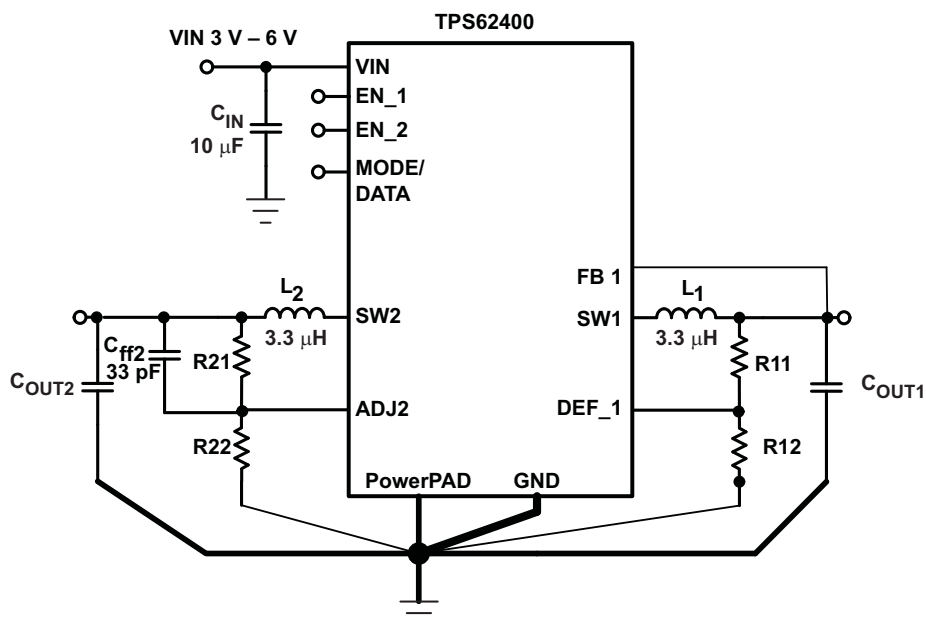 TPS62400
VIN 3 V – 6 V
VIN
EN_1
EN_2
MODE/
DATA
C_IN
10 μF
FB 1
L_1
SW1
3.3 μH
L_2
SW2
3.3 μH
C_ff2
33 pF
R21
R11
C_OUT2
C_OUT1
ADJ2
DEF_1
R22
R12
PowerPAD
GND